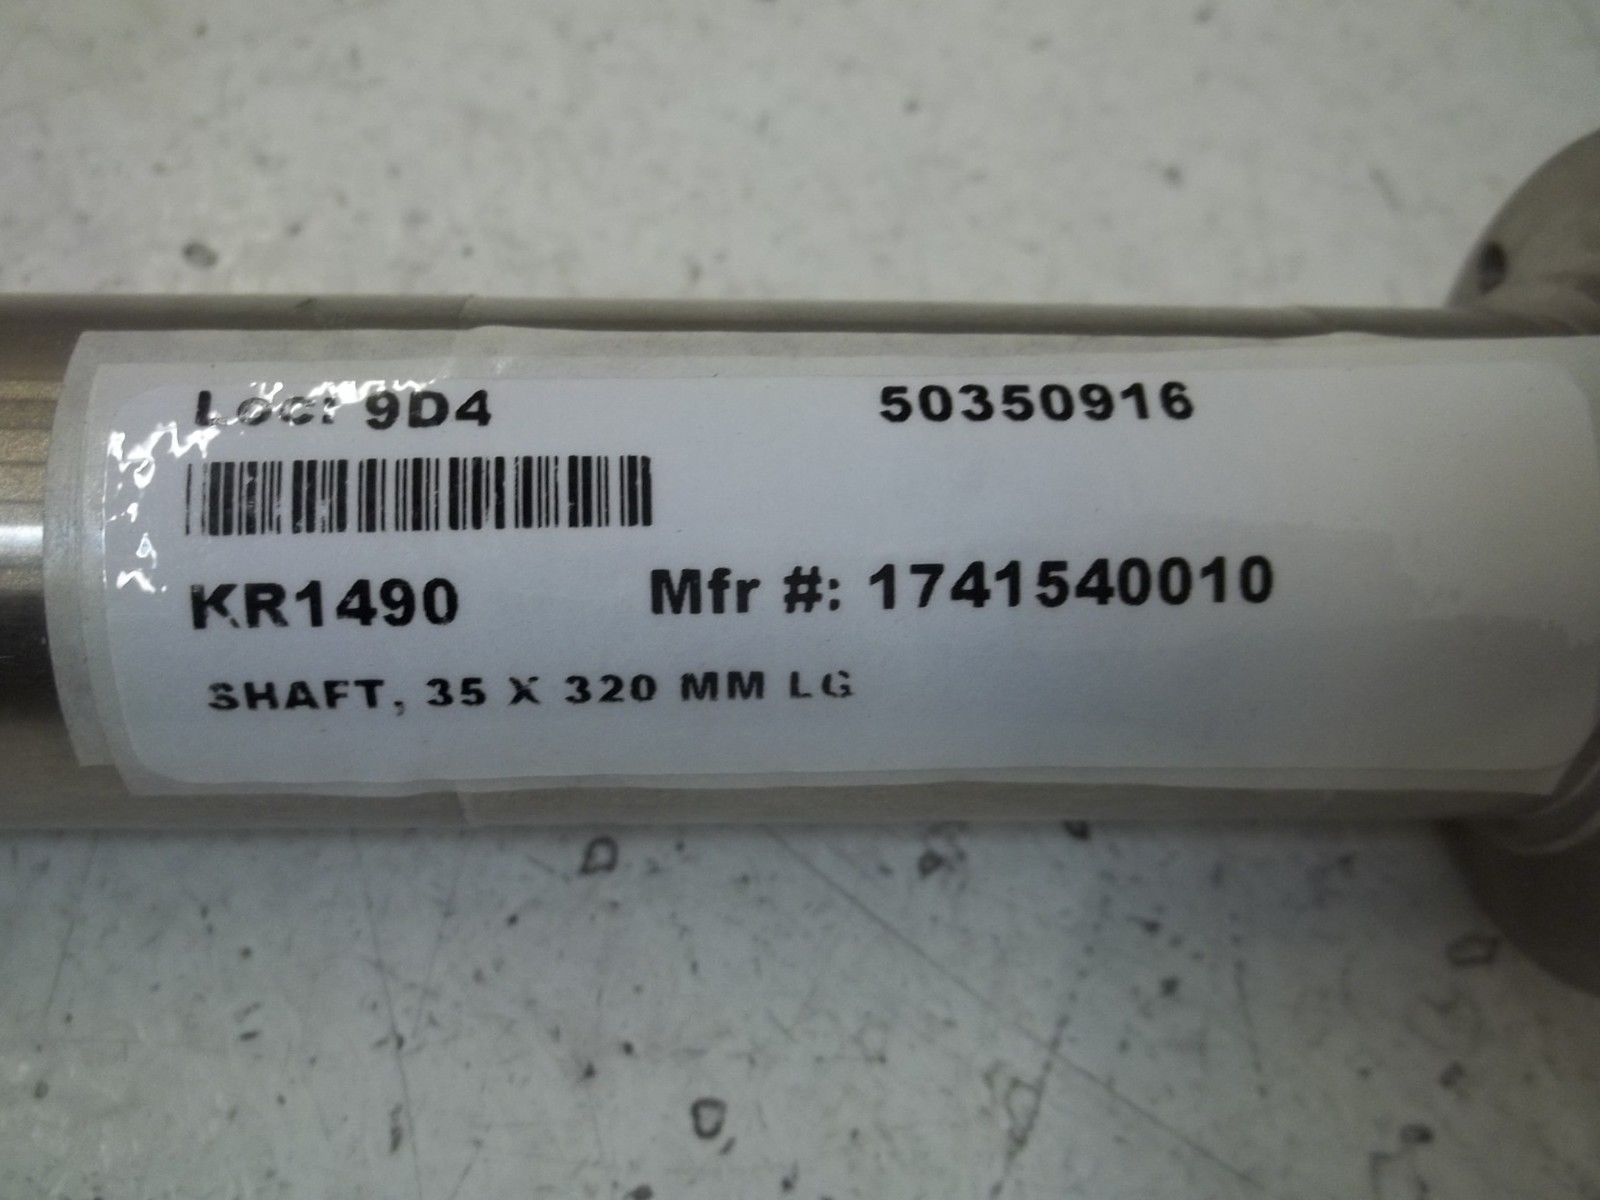 Loc: 9D4 50350916
KR1490 Mfr #: 1741540010
SHAFT, 35 X 320 MM LG